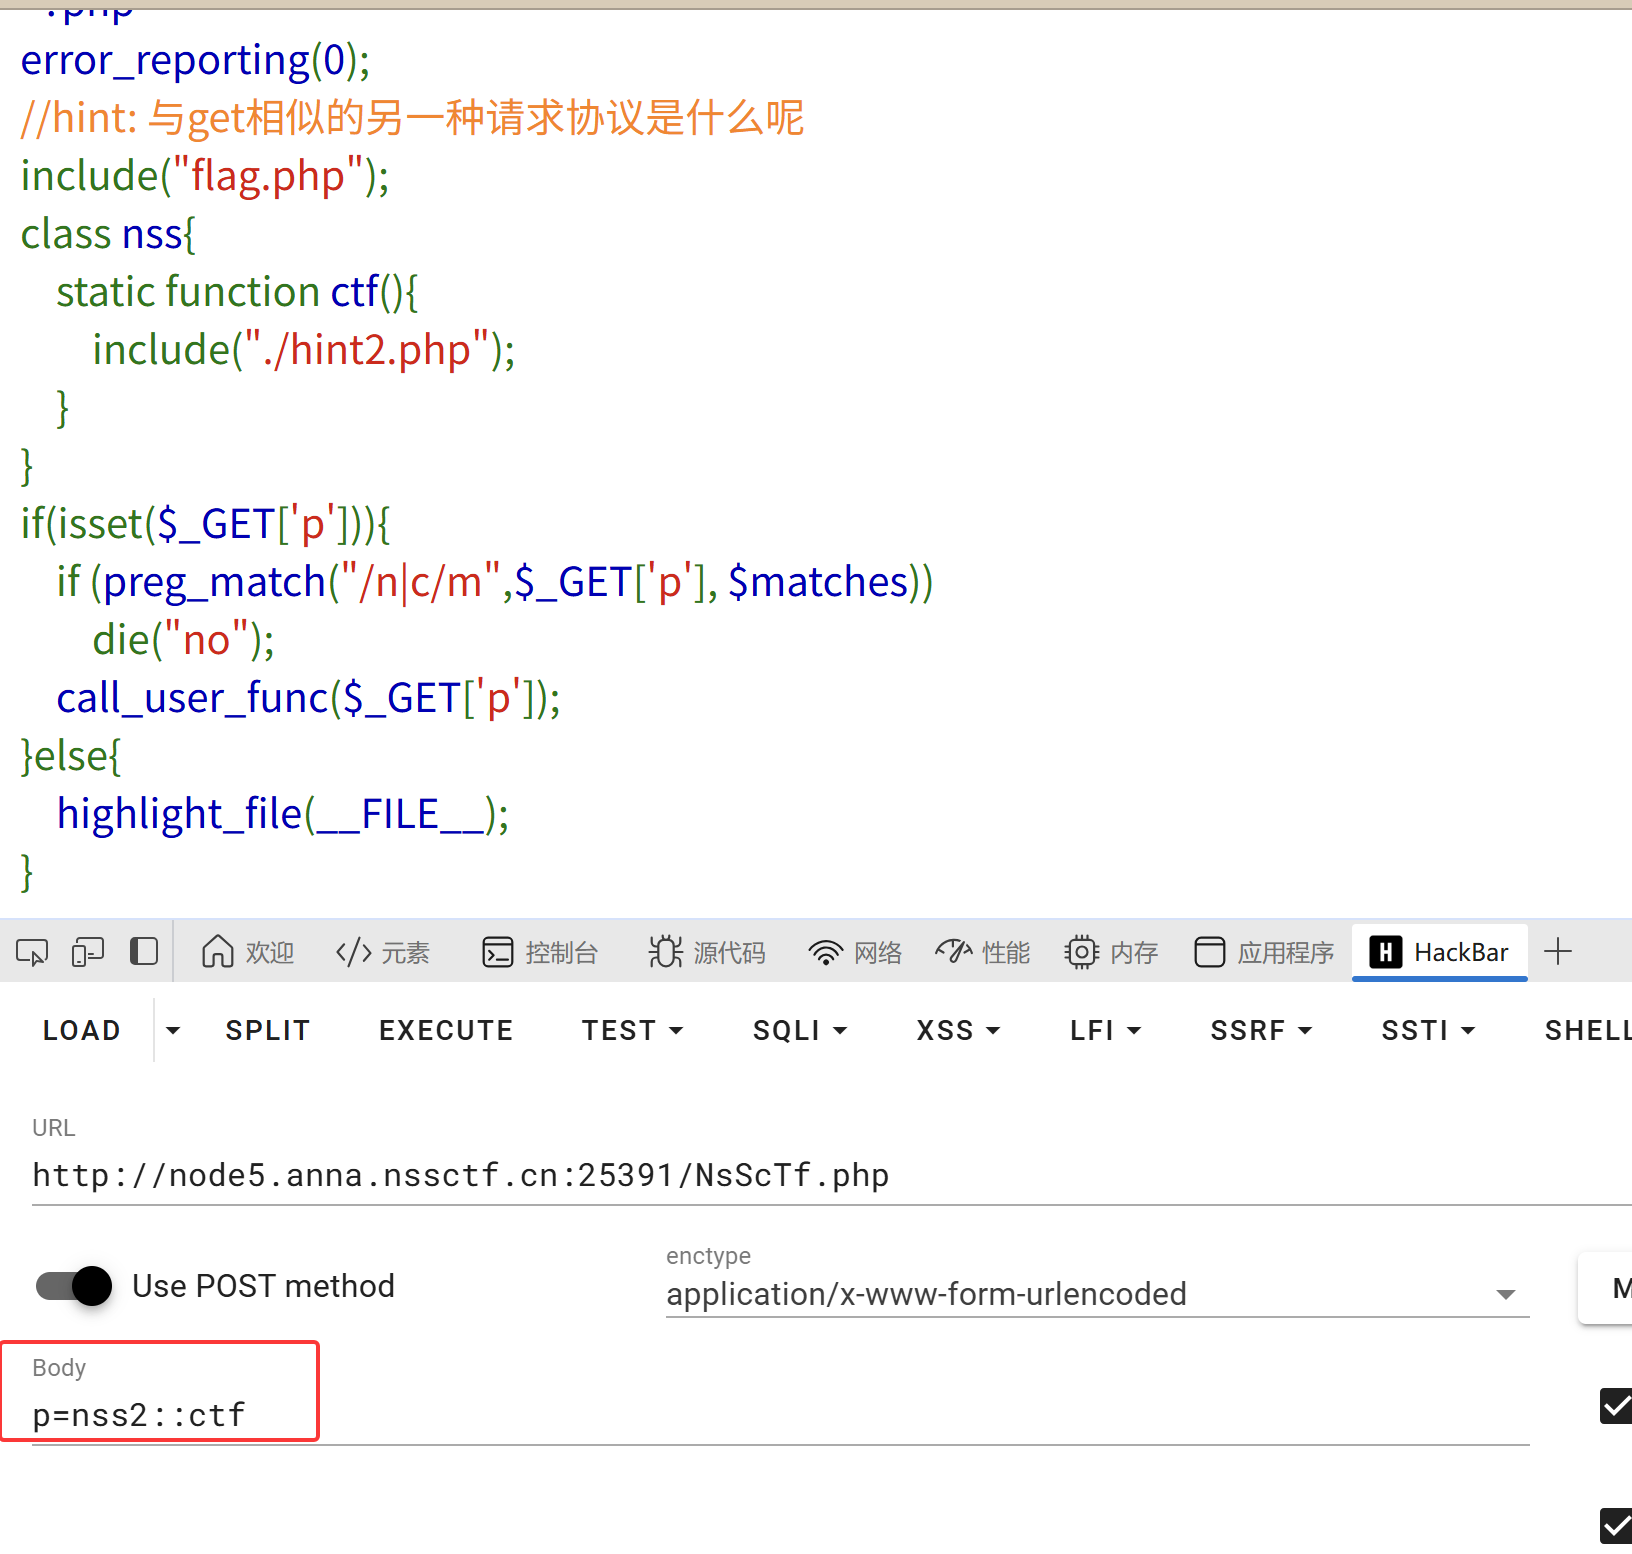 error_reporting(0);
//hint: 与get相似的另一种请求协议是什么呢
include("flag.php");
class nss{
    static function ctf(){
        include("./hint2.php");
    }
}
if(isset($_GET['p'])){
    if (preg_match("/n|c/m",$_GET['p'], $matches))
        die("no");
    call_user_func($_GET['p']);
}else{
    highlight_file(__FILE__);
}
欢迎 元素 控制台 源代码 网络 性能 内存 应用程序 H HackBar
LOAD SPLIT EXECUTE TEST SQLI XSS LFI SSRF SSTI SHELL
URL
http://node5.anna.nssctf.cn:25391/NsScTf.php
Use POST method
enctype
application/x-www-form-urlencoded
Body
p=nss2::ctf